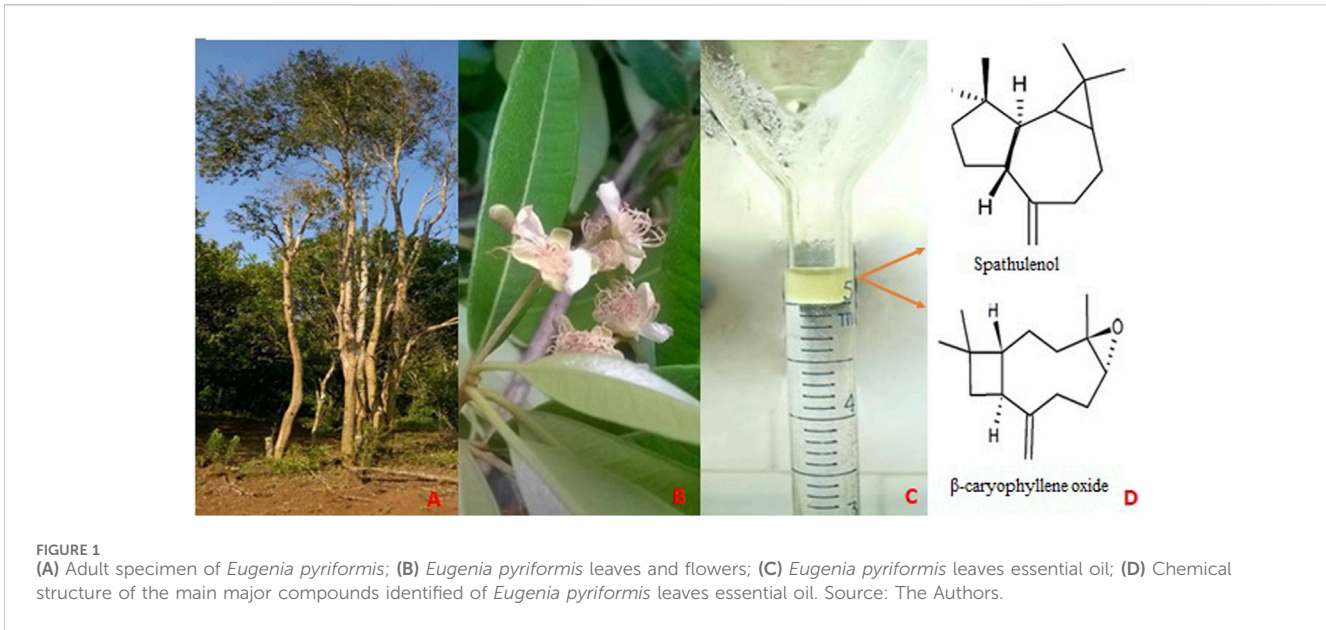 H
H
Spathulenol
5
m
4
3
H
O
H
β-caryophyllene oxide
A
B
C
D
FIGURE 1
(A) Adult specimen of Eugenia pyriformis; (B) Eugenia pyriformis leaves and flowers; (C) Eugenia pyriformis leaves essential oil; (D) Chemical
structure of the main major compounds identified of Eugenia pyriformis leaves essential oil. Source: The Authors.